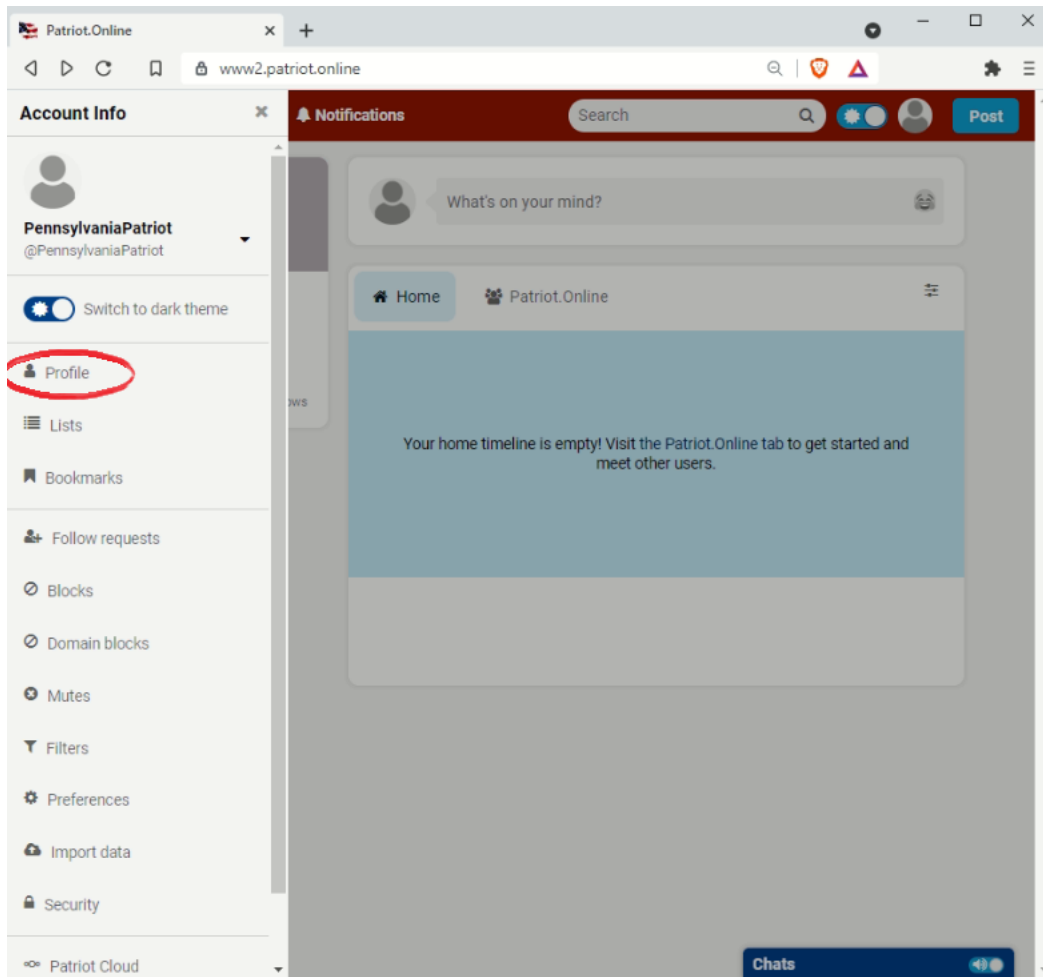 Patriot.Online
www2.patriot.online
Account Info
Notifications
Search
Post
PennsylvaniaPatriot
@PennsylvaniaPatriot
What's on your mind?
Switch to dark theme
Home
Patriot.Online
Profile
Lists
Bookmarks
Your home timeline is empty! Visit the Patriot.Online tab to get started and
meet other users.
Follow requests
Blocks
Domain blocks
Mutes
Filters
Preferences
Import data
Security
Patriot Cloud
Chats